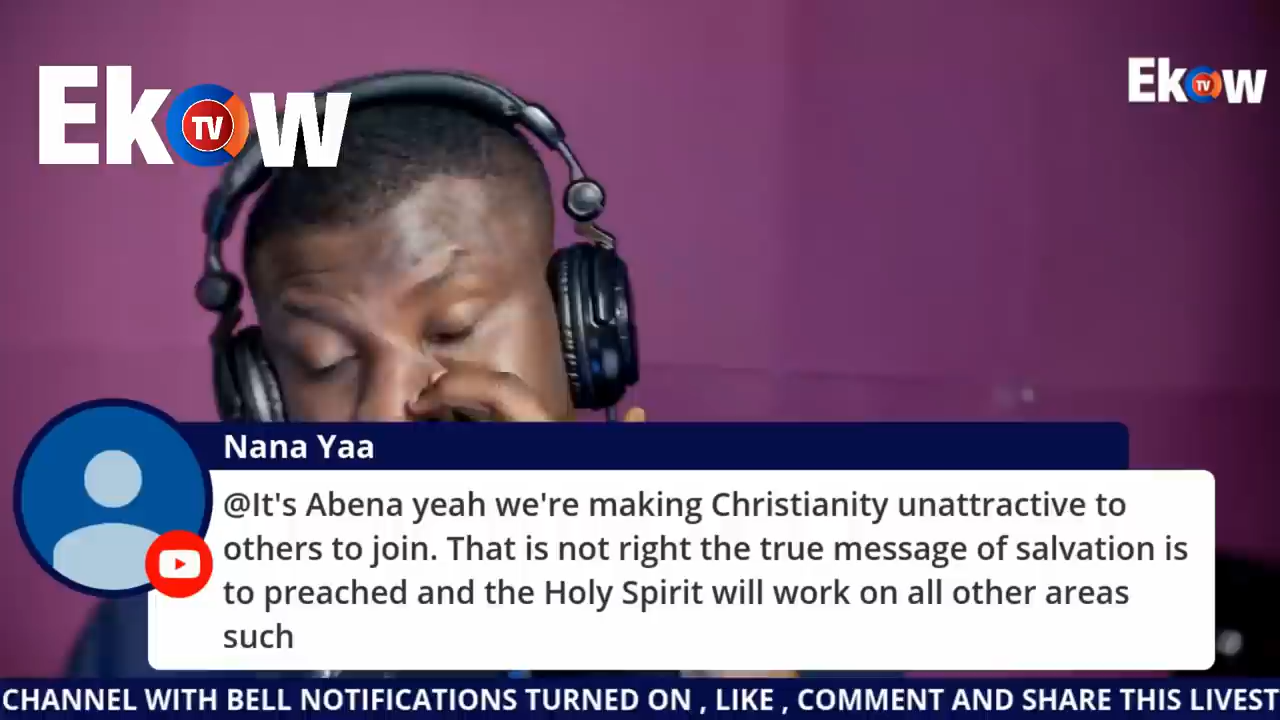 Ekow
TV
Ekow
TV
Nana Yaa
@It's Abena yeah we're making Christianity unattractive to
others to join. That is not right the true message of salvation is
to preached and the Holy Spirit will work on all other areas
such
CHANNEL WITH BELL NOTIFICATIONS TURNED ON , LIKE , COMMENT AND SHARE THIS LIVEST